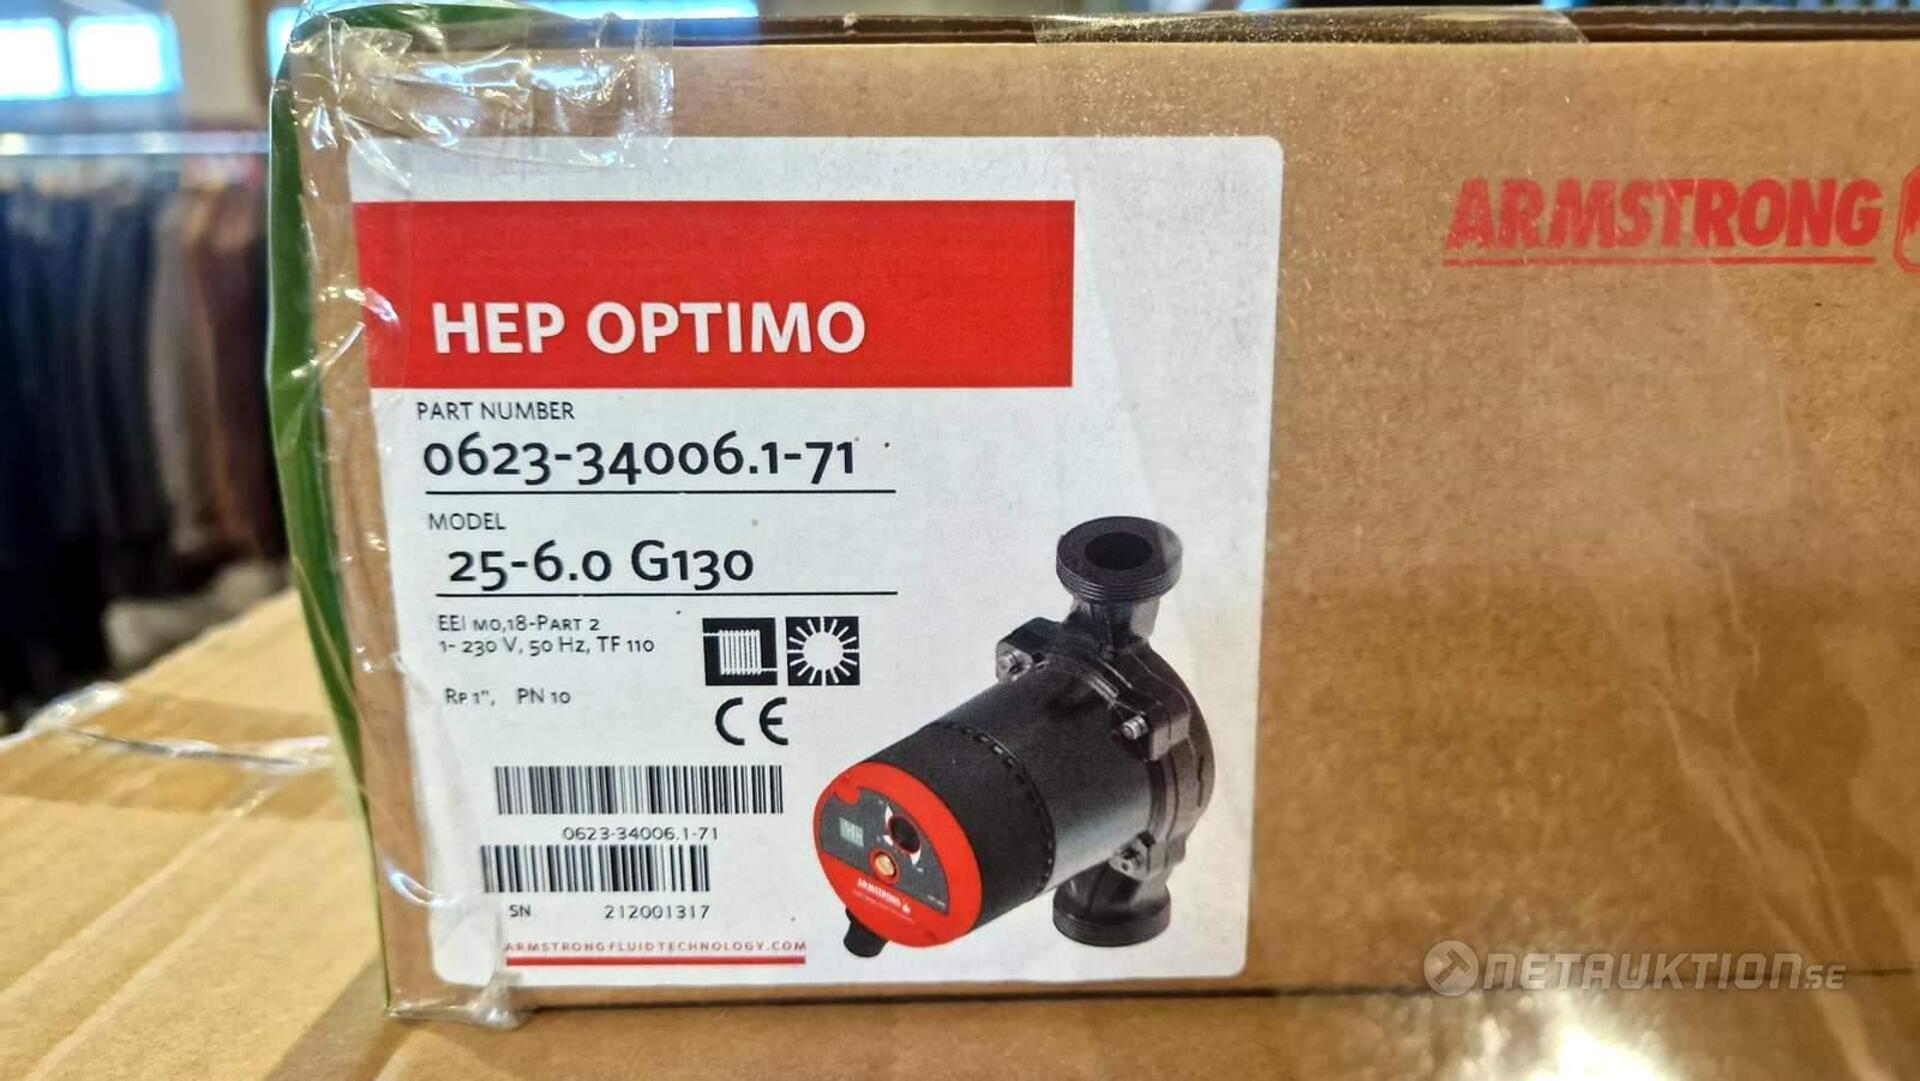 ARMSTRONG
HEP OPTIMO
PART NUMBER
0623-34006.1-71
MODEL
25-6.0 G130
EEI M0,18-PART 2
1- 230 V, 50 HZ, TF 110
RP 1", PN 10
CE
0623-34006.1-71
SN 212001317
ARMSTRONGFLUIDTECHNOLOGY.COM
ARMSTRONG
NETAUKTION.SE